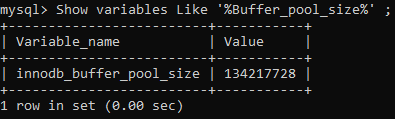 mysql> Show variables Like '%Buffer_pool_size%' ;
+-------------------------+-----------+
| Variable_name           | Value     |
+-------------------------+-----------+
| innodb_buffer_pool_size | 134217728 |
+-------------------------+-----------+
1 row in set (0.00 sec)